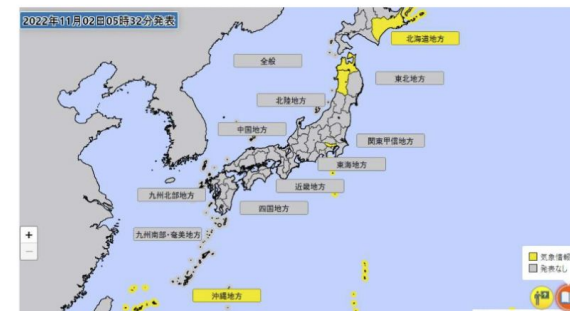 2022年11月02日05時32分発表
北海道地方
全般
東北地方
北陸地方
中国地方
関東甲信地方
東海地方
近畿地方
九州北部地方
四国地方
九州南部・奄美地方
沖縄地方
+
−
気象情報
発表なし